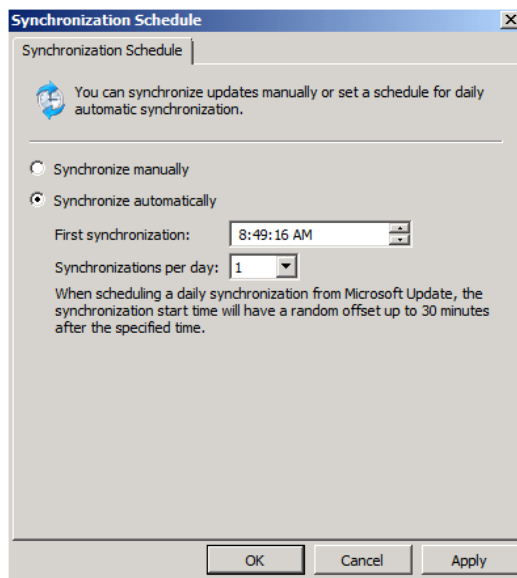 Synchronization Schedule
Synchronization Schedule
You can synchronize updates manually or set a schedule for daily
automatic synchronization.
Synchronize manually
Synchronize automatically
First synchronization: 8:49:16 AM
Synchronizations per day: 1
When scheduling a daily synchronization from Microsoft Update, the
synchronization start time will have a random offset up to 30 minutes
after the specified time.
OK Cancel Apply